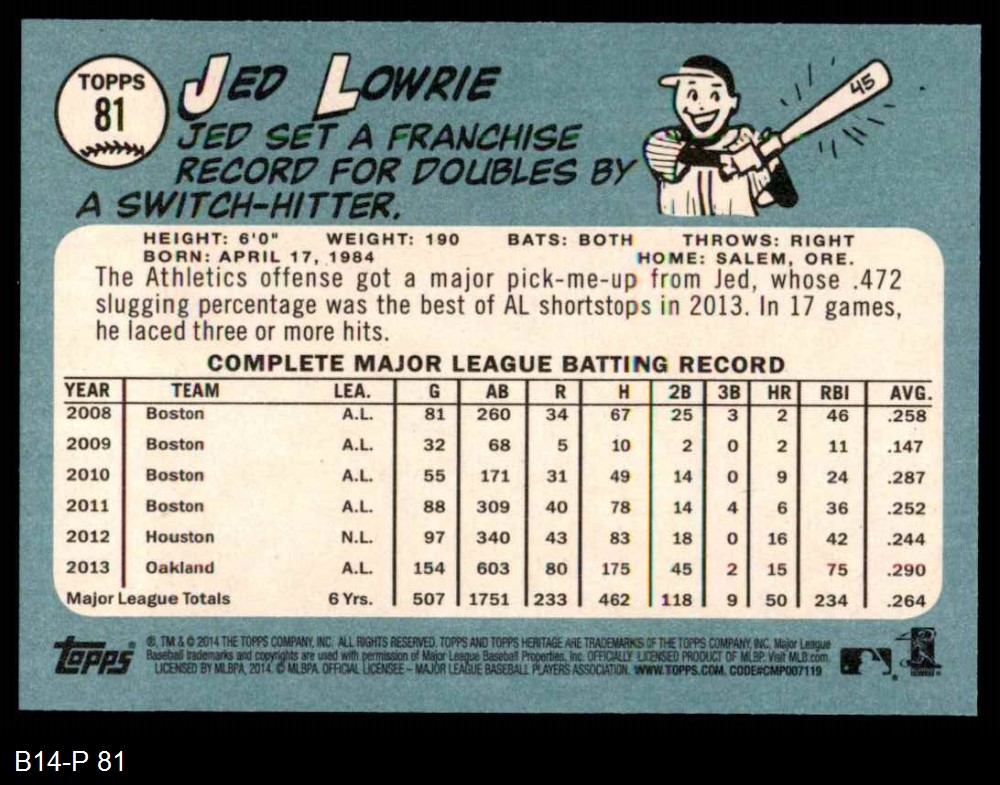 TOPPS
81
JED LOWRIE
45
JED SET A FRANCHISE
RECORD FOR DOUBLES BY
A SWITCH-HITTER.
HEIGHT: 6'0" WEIGHT: 190 BATS: BOTH THROWS: RIGHT
BORN: APRIL 17, 1984 HOME: SALEM, ORE.
The Athletics offense got a major pick-me-up from Jed, whose .472
slugging percentage was the best of AL shortstops in 2013. In 17 games,
he laced three or more hits.
COMPLETE MAJOR LEAGUE BATTING RECORD
YEAR TEAM LEA. G AB R H 2B 3B HR RBI AVG.
2008 Boston A.L. 81 260 34 67 25 3 2 46 .258
2009 Boston A.L. 32 68 5 10 2 0 2 11 .147
2010 Boston A.L. 55 171 31 49 14 0 9 24 .287
2011 Boston A.L. 88 309 40 78 14 4 6 36 .252
2012 Houston N.L. 97 340 43 83 18 0 16 42 .244
2013 Oakland A.L. 154 603 80 175 45 2 15 75 .290
Major League Totals 6 Yrs. 507 1751 233 462 118 9 50 234 .264
Topps
®, TM & © 2014 THE TOPPS COMPANY, INC. ALL RIGHTS RESERVED. TOPPS AND TOPPS HERITAGE ARE TRADEMARKS OF THE TOPPS COMPANY, INC. Major League
Baseball trademarks and copyrights are used with permission of Major League Baseball Properties, Inc. OFFICIALLY LICENSED PRODUCT OF MLBP. Visit MLB.com.
LICENSED BY MLBPA, 2014 © MLBPA. OFFICIAL LICENSEE – MAJOR LEAGUE BASEBALL PLAYERS ASSOCIATION. WWW.TOPPS.COM. CODE#CMP007119
B14-P 81